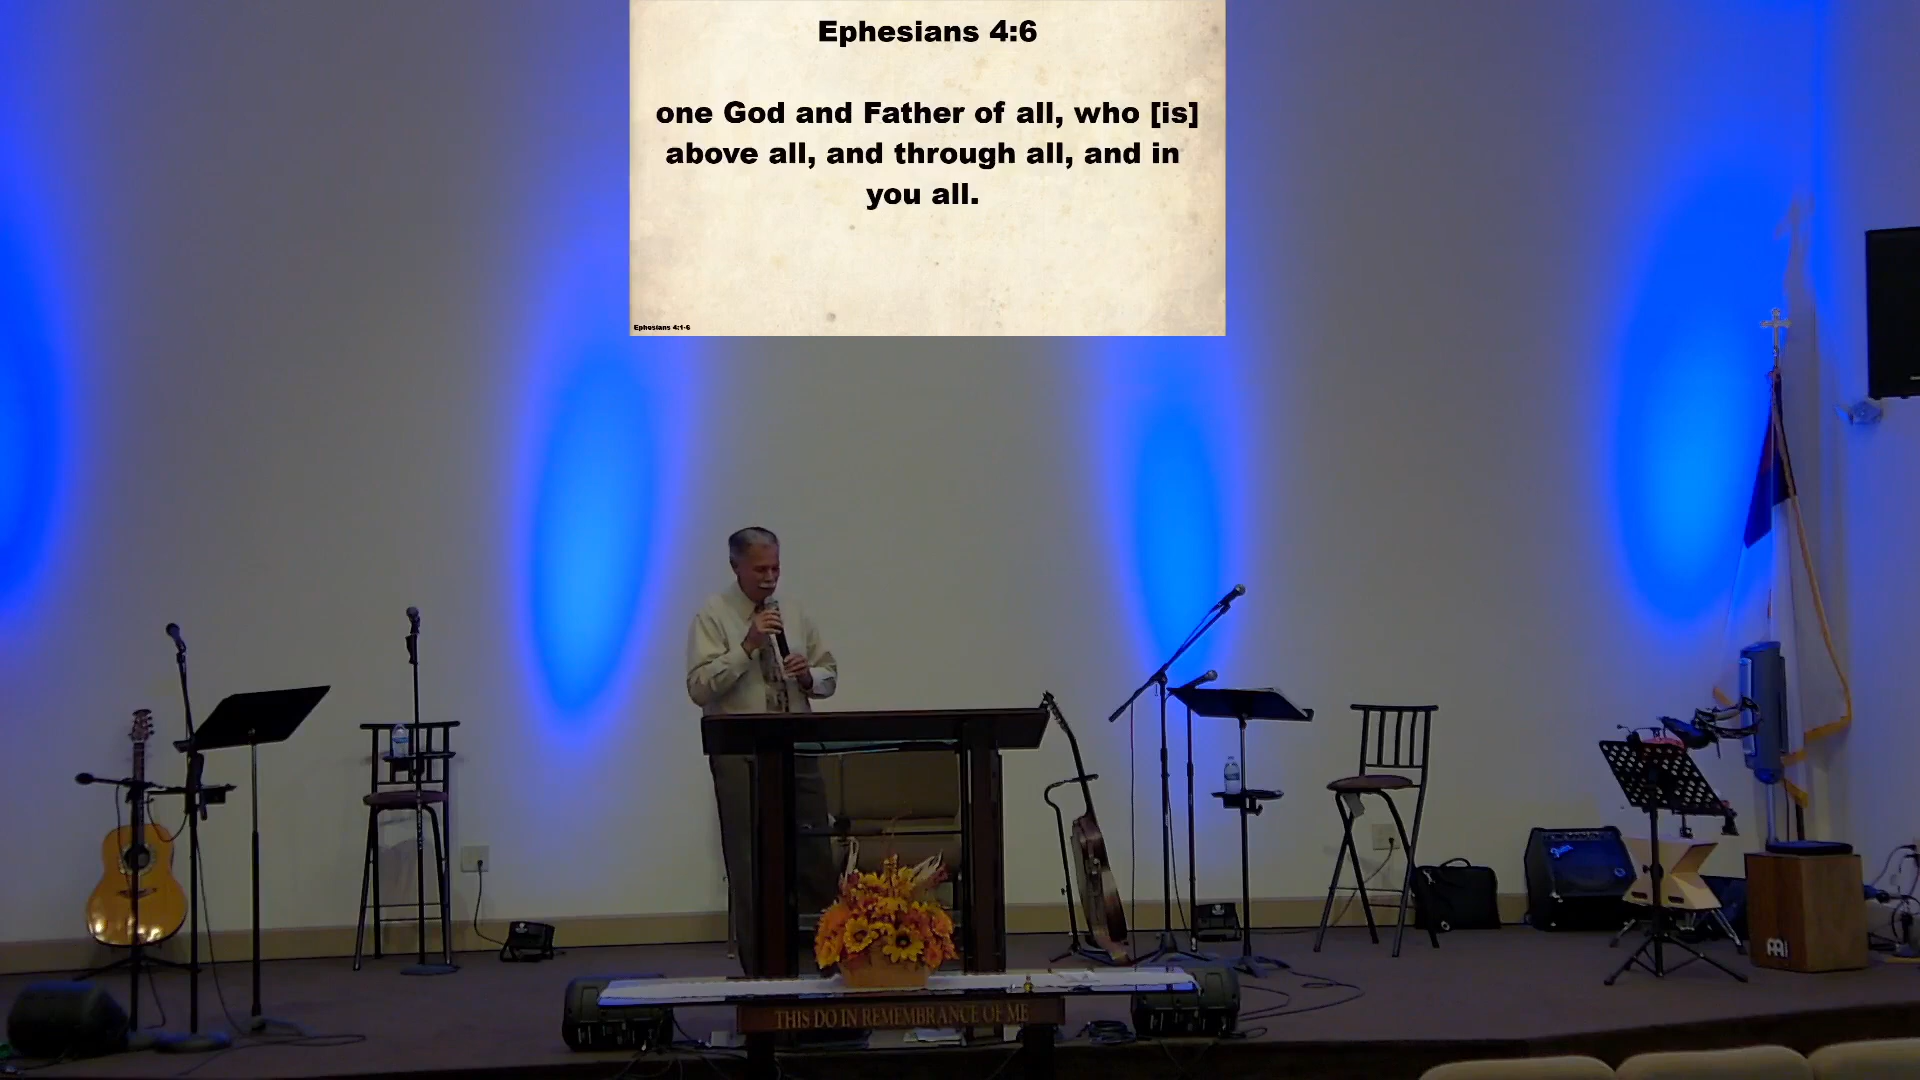 Ephesians 4:6
one God and Father of all, who [is]
above all, and through all, and in
you all.
Ephesians 4:1-6
THIS DO IN REMEMBRANCE OF ME